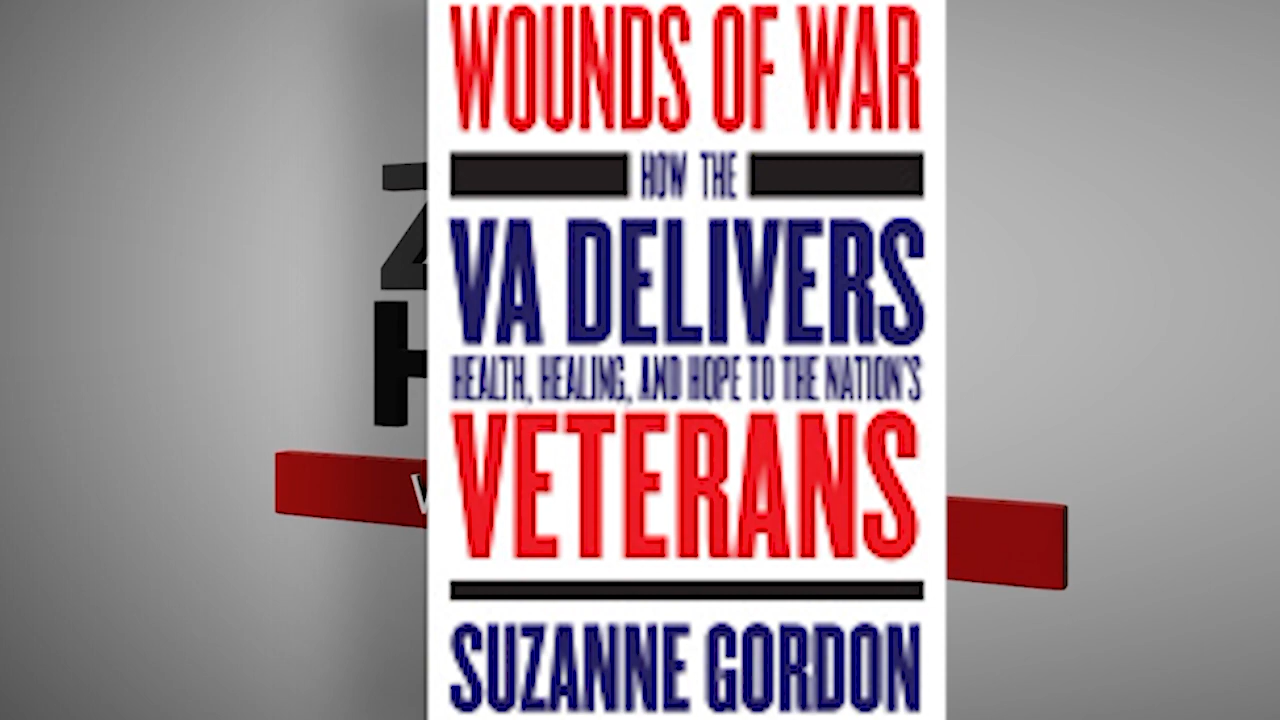 WOUNDS OF WAR
HOW THE
VA DELIVERS
HEALTH, HEALING, AND HOPE TO THE NATION'S
VETERANS
SUZANNE GORDON